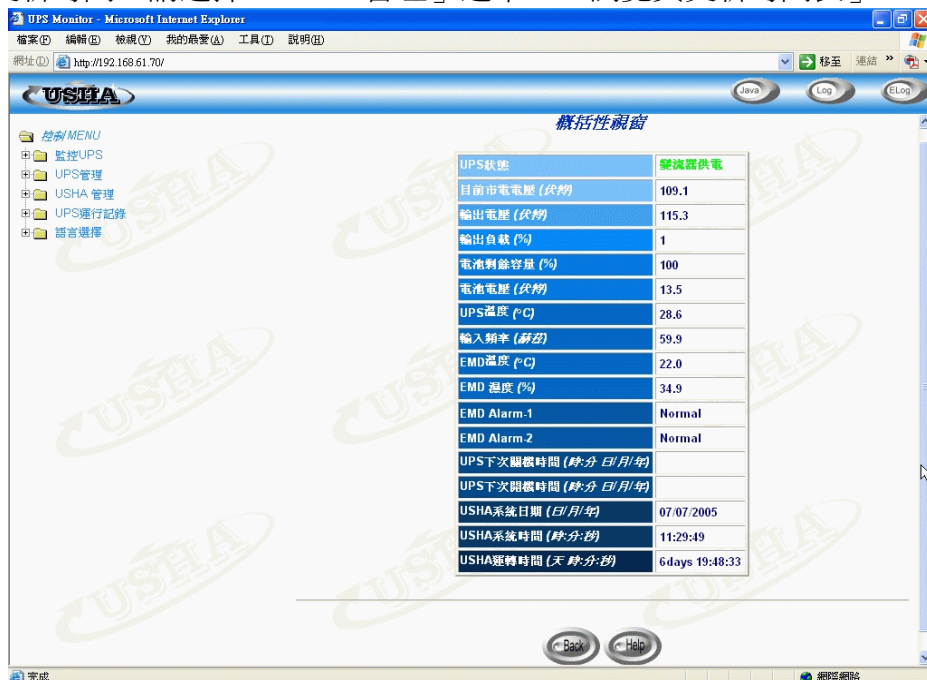 UPS Monitor - Microsoft Internet Explorer
檔案(F) 編輯(E) 檢視(V) 我的最愛(A) 工具(T) 說明(H)
網址(D) http://192.168.61.70/ 移至 連結 »
USHA Java Log ELog
概括性視窗
控制 MENU
監控UPS
UPS管理
USHA 管理
UPS運行記錄
語言選擇
UPS狀態 變流器供電
目前市電電壓 (伏特) 109.1
輸出電壓 (伏特) 115.3
輸出負載 (%) 1
電池剩餘容量 (%) 100
電池電壓 (伏特) 13.5
UPS溫度 (°C) 28.6
輸入頻率 (赫茲) 59.9
EMD溫度 (°C) 22.0
EMD 濕度 (%) 34.9
EMD Alarm-1 Normal
EMD Alarm-2 Normal
UPS下次關機時間 (時:分 日/月/年)
UPS下次開機時間 (時:分 日/月/年)
USHA系統日期 (日/月/年) 07/07/2005
USHA系統時間 (時:分:秒) 11:29:49
USHA運轉時間 (天 時:分:秒) 6days 19:48:33
Back Help
完成 網際網路